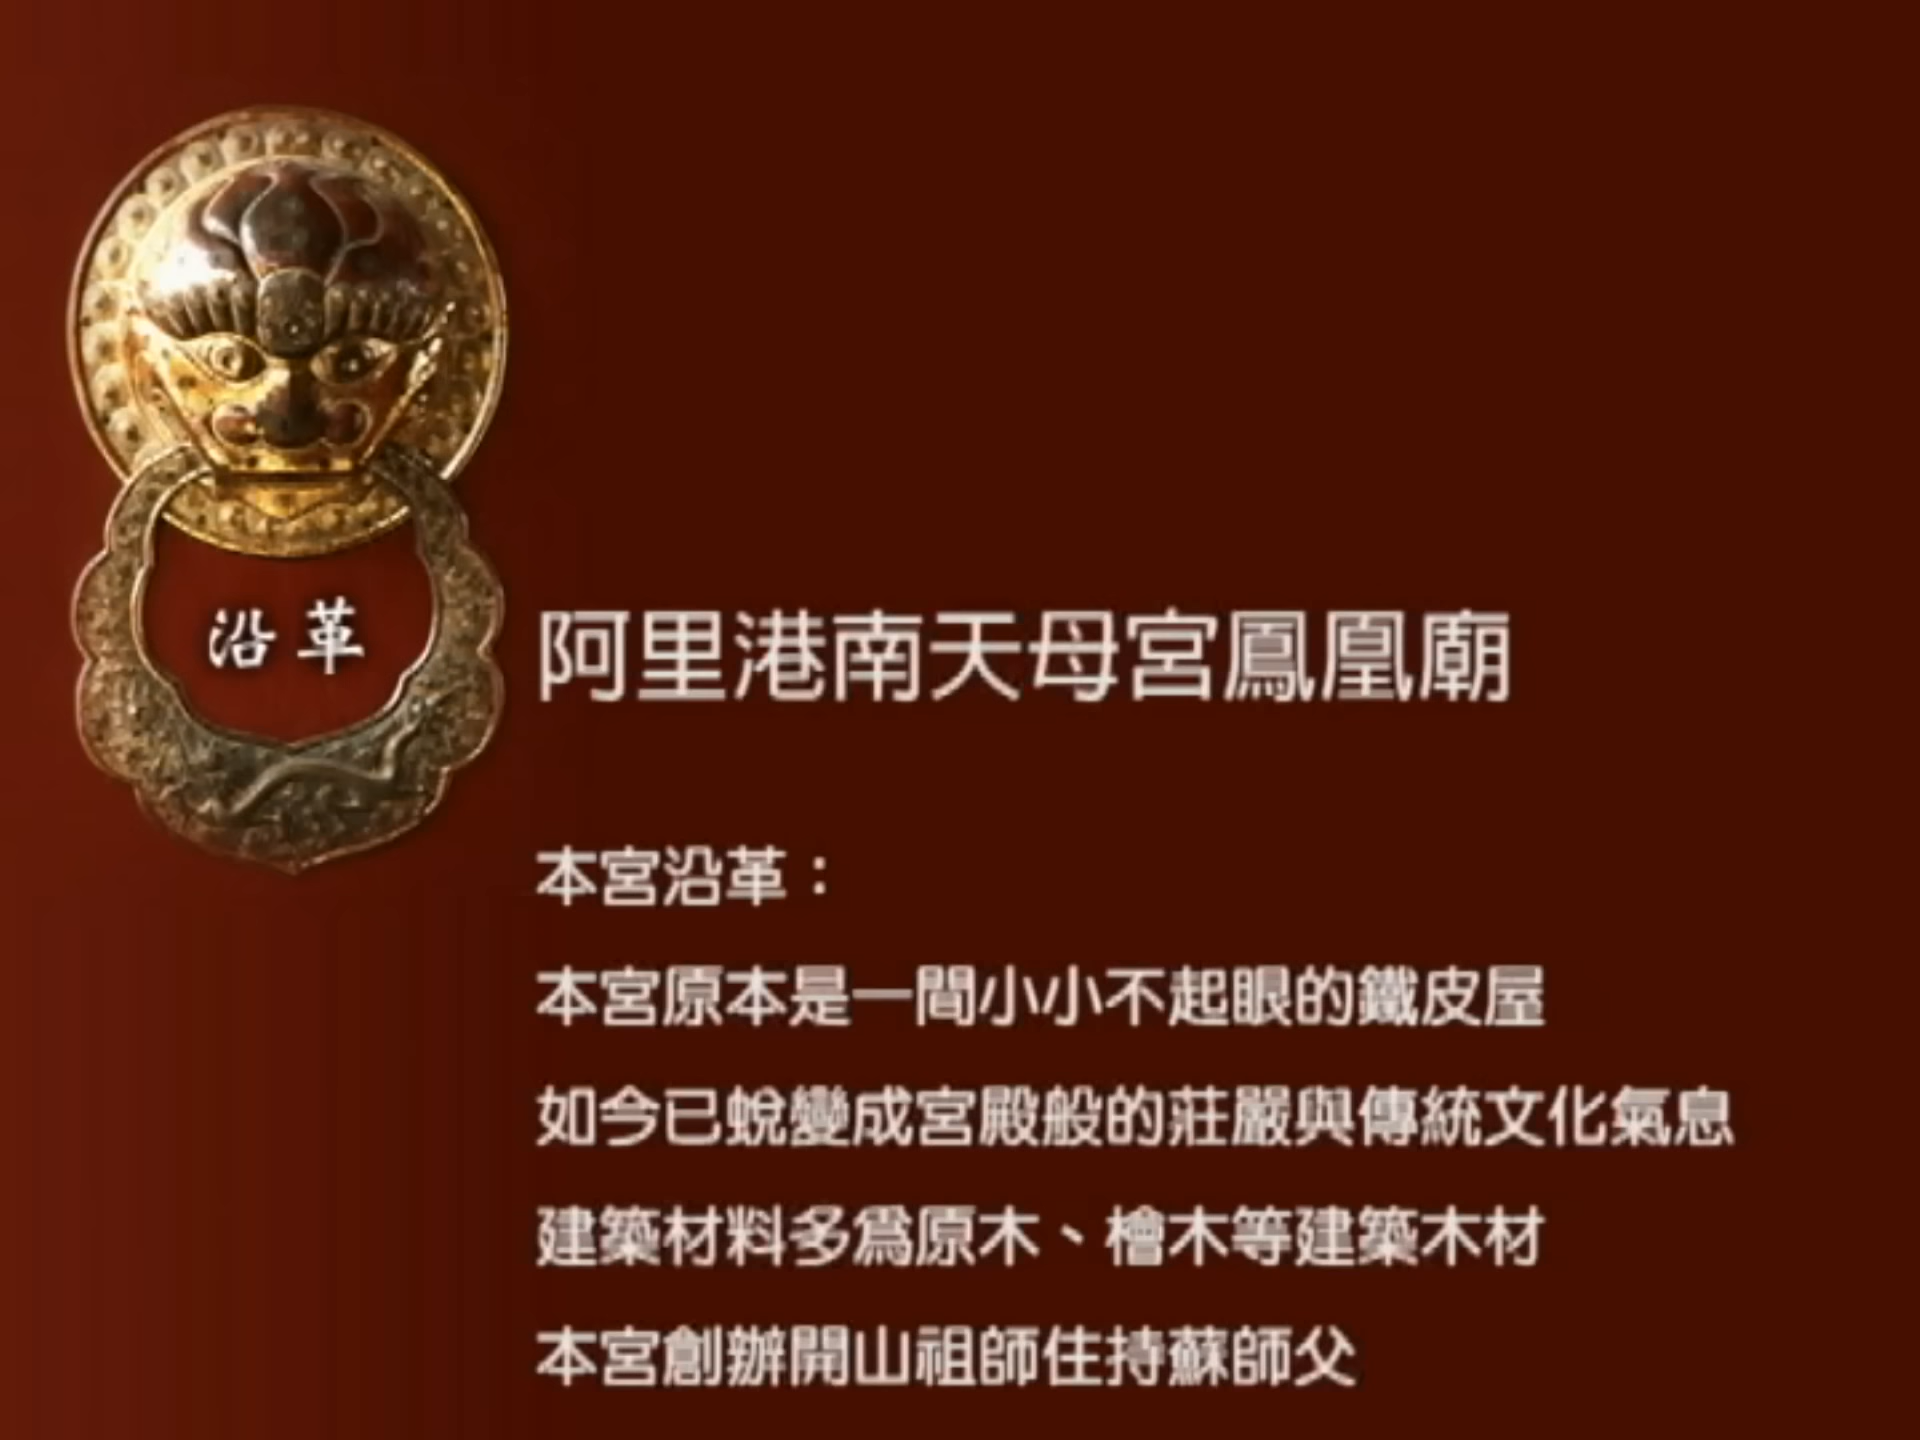 沿革
阿里港南天母宮鳳凰廟
本宮沿革：
本宮原本是一間小小不起眼的鐵皮屋
如今已蛻變成宮殿般的莊嚴與傳統文化氣息
建築材料多為原木、檜木等建築木材
本宮創辦開山祖師住持蘇師父